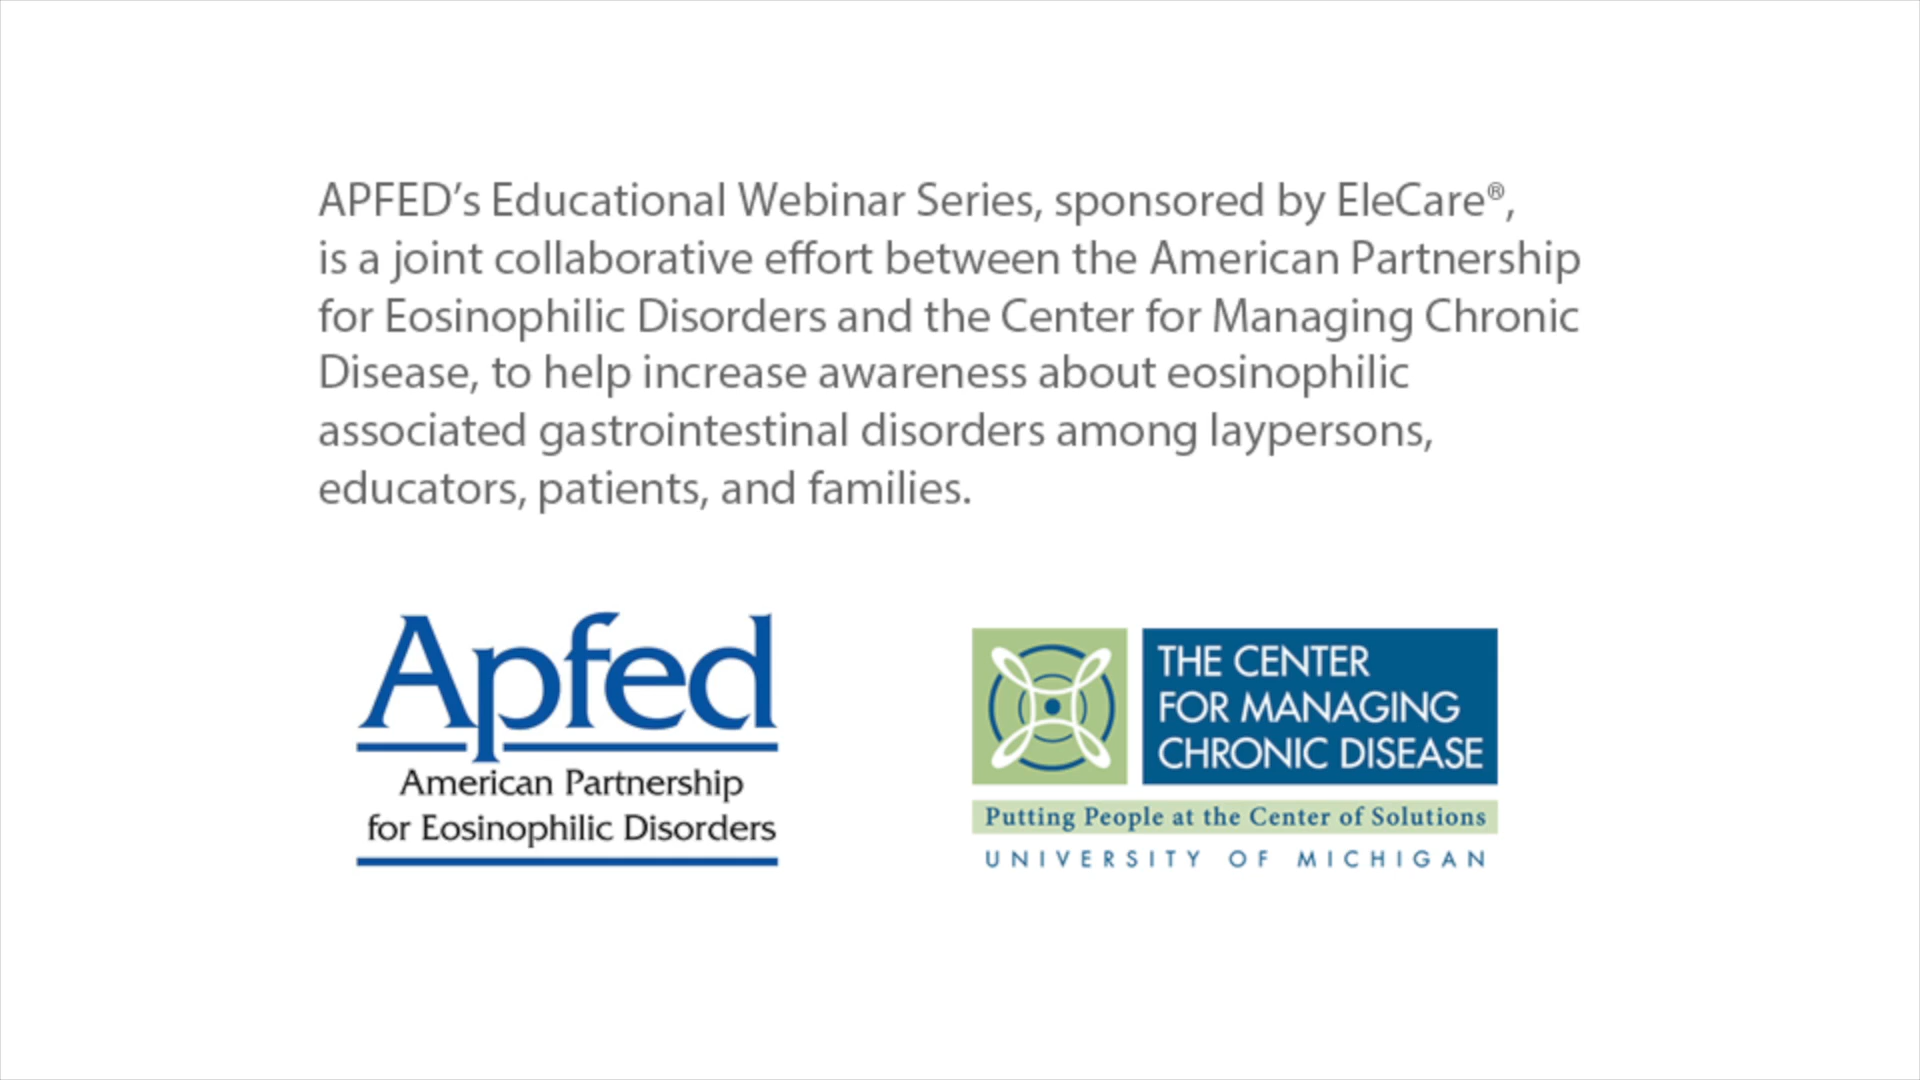 APFED’s Educational Webinar Series, sponsored by EleCare®,
is a joint collaborative effort between the American Partnership
for Eosinophilic Disorders and the Center for Managing Chronic
Disease, to help increase awareness about eosinophilic
associated gastrointestinal disorders among laypersons,
educators, patients, and families.
Apfed
American Partnership
for Eosinophilic Disorders
THE CENTER
FOR MANAGING
CHRONIC DISEASE
Putting People at the Center of Solutions
UNIVERSITY OF MICHIGAN